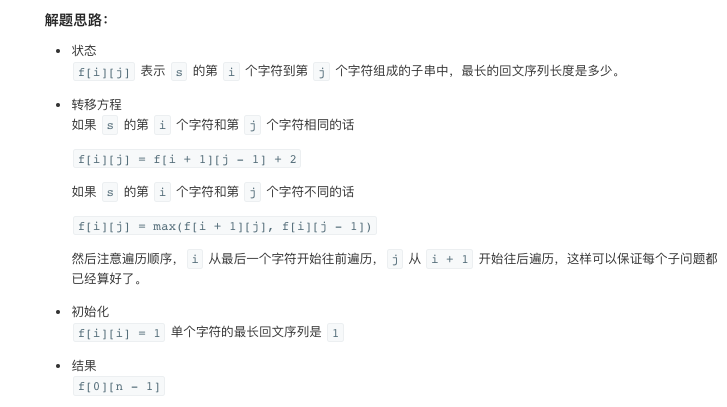 解题思路：
状态
f[i][j] 表示 s 的第 i 个字符到第 j 个字符组成的子串中，最长的回文序列长度是多少。
转移方程
如果 s 的第 i 个字符和第 j 个字符相同的话
f[i][j] = f[i + 1][j - 1] + 2
如果 s 的第 i 个字符和第 j 个字符不同的话
f[i][j] = max(f[i + 1][j], f[i][j - 1])
然后注意遍历顺序， i 从最后一个字符开始往前遍历， j 从 i + 1 开始往后遍历，这样可以保证每个子问题都
已经算好了。
初始化
f[i][i] = 1 单个字符的最长回文序列是 1
结果
f[0][n - 1]